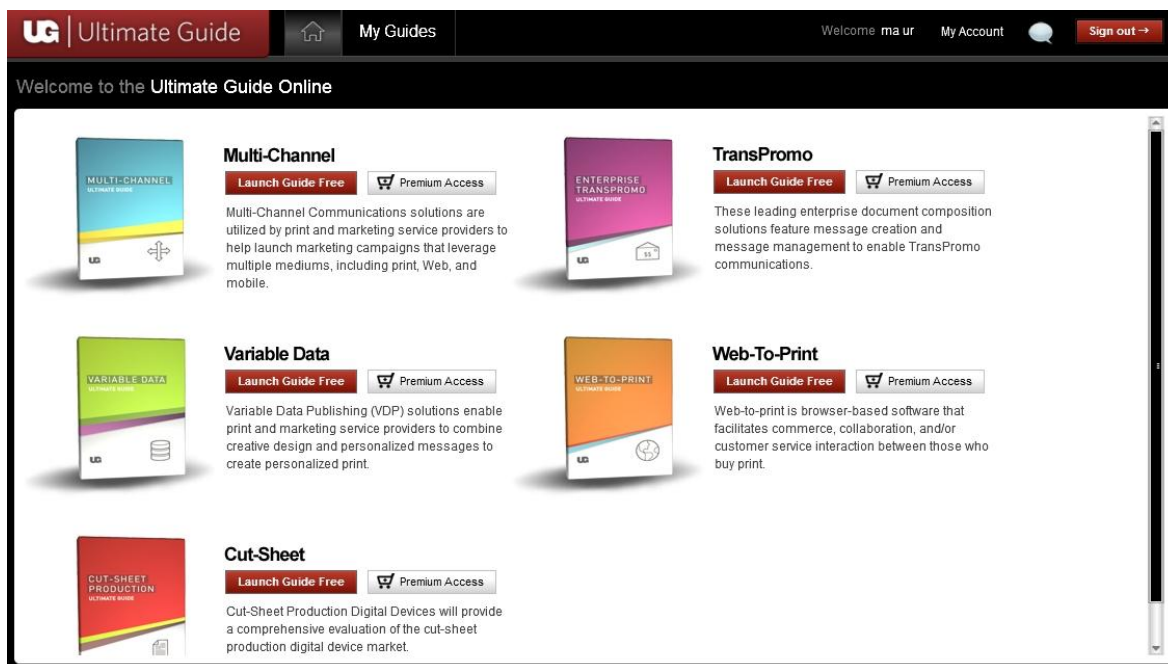 UG | Ultimate Guide
My Guides
Welcome ma ur
My Account
Sign out →
Welcome to the Ultimate Guide Online
MULTI-CHANNEL
ULTIMATE GUIDE
UG
Multi-Channel
Launch Guide Free
Premium Access
Multi-Channel Communications solutions are
utilized by print and marketing service providers to
help launch marketing campaigns that leverage
multiple mediums, including print, Web, and
mobile.
ENTERPRISE
TRANSPROMO
ULTIMATE GUIDE
$$
UG
TransPromo
Launch Guide Free
Premium Access
These leading enterprise document composition
solutions feature message creation and
message management to enable TransPromo
communications.
VARIABLE DATA
ULTIMATE GUIDE
UG
Variable Data
Launch Guide Free
Premium Access
Variable Data Publishing (VDP) solutions enable
print and marketing service providers to combine
creative design and personalized messages to
create personalized print.
WEB-TO-PRINT
ULTIMATE GUIDE
UG
Web-To-Print
Launch Guide Free
Premium Access
Web-to-print is browser-based software that
facilitates commerce, collaboration, and/or
customer service interaction between those who
buy print.
CUT-SHEET
PRODUCTION
ULTIMATE GUIDE
Cut-Sheet
Launch Guide Free
Premium Access
Cut-Sheet Production Digital Devices will provide
a comprehensive evaluation of the cut-sheet
production digital device market.